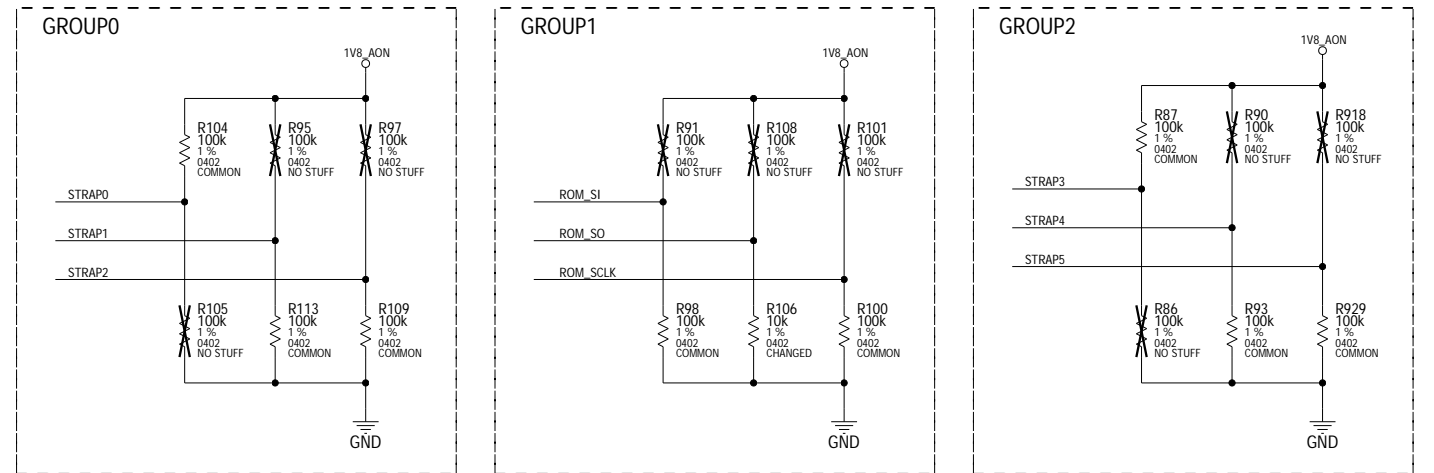 GROUP0
1V8_AON
R104
100k
1 %
0402
COMMON
R95
100k
1 %
0402
NO STUFF
R97
100k
1 %
0402
NO STUFF
STRAP0
STRAP1
STRAP2
R105
100k
1 %
0402
NO STUFF
R113
100k
1 %
0402
COMMON
R109
100k
1 %
0402
COMMON
GND
GROUP1
1V8_AON
R91
100k
1 %
0402
NO STUFF
R108
100k
1 %
0402
NO STUFF
R101
100k
1 %
0402
NO STUFF
ROM_SI
ROM_SO
ROM_SCLK
R98
100k
1 %
0402
COMMON
R106
10k
1 %
0402
CHANGED
R100
100k
1 %
0402
COMMON
GND
GROUP2
1V8_AON
R87
100k
1 %
0402
COMMON
R90
100k
1 %
0402
NO STUFF
R918
100k
1 %
0402
NO STUFF
STRAP3
STRAP4
STRAP5
R86
100k
1 %
0402
NO STUFF
R93
100k
1 %
0402
COMMON
R929
100k
1 %
0402
COMMON
GND